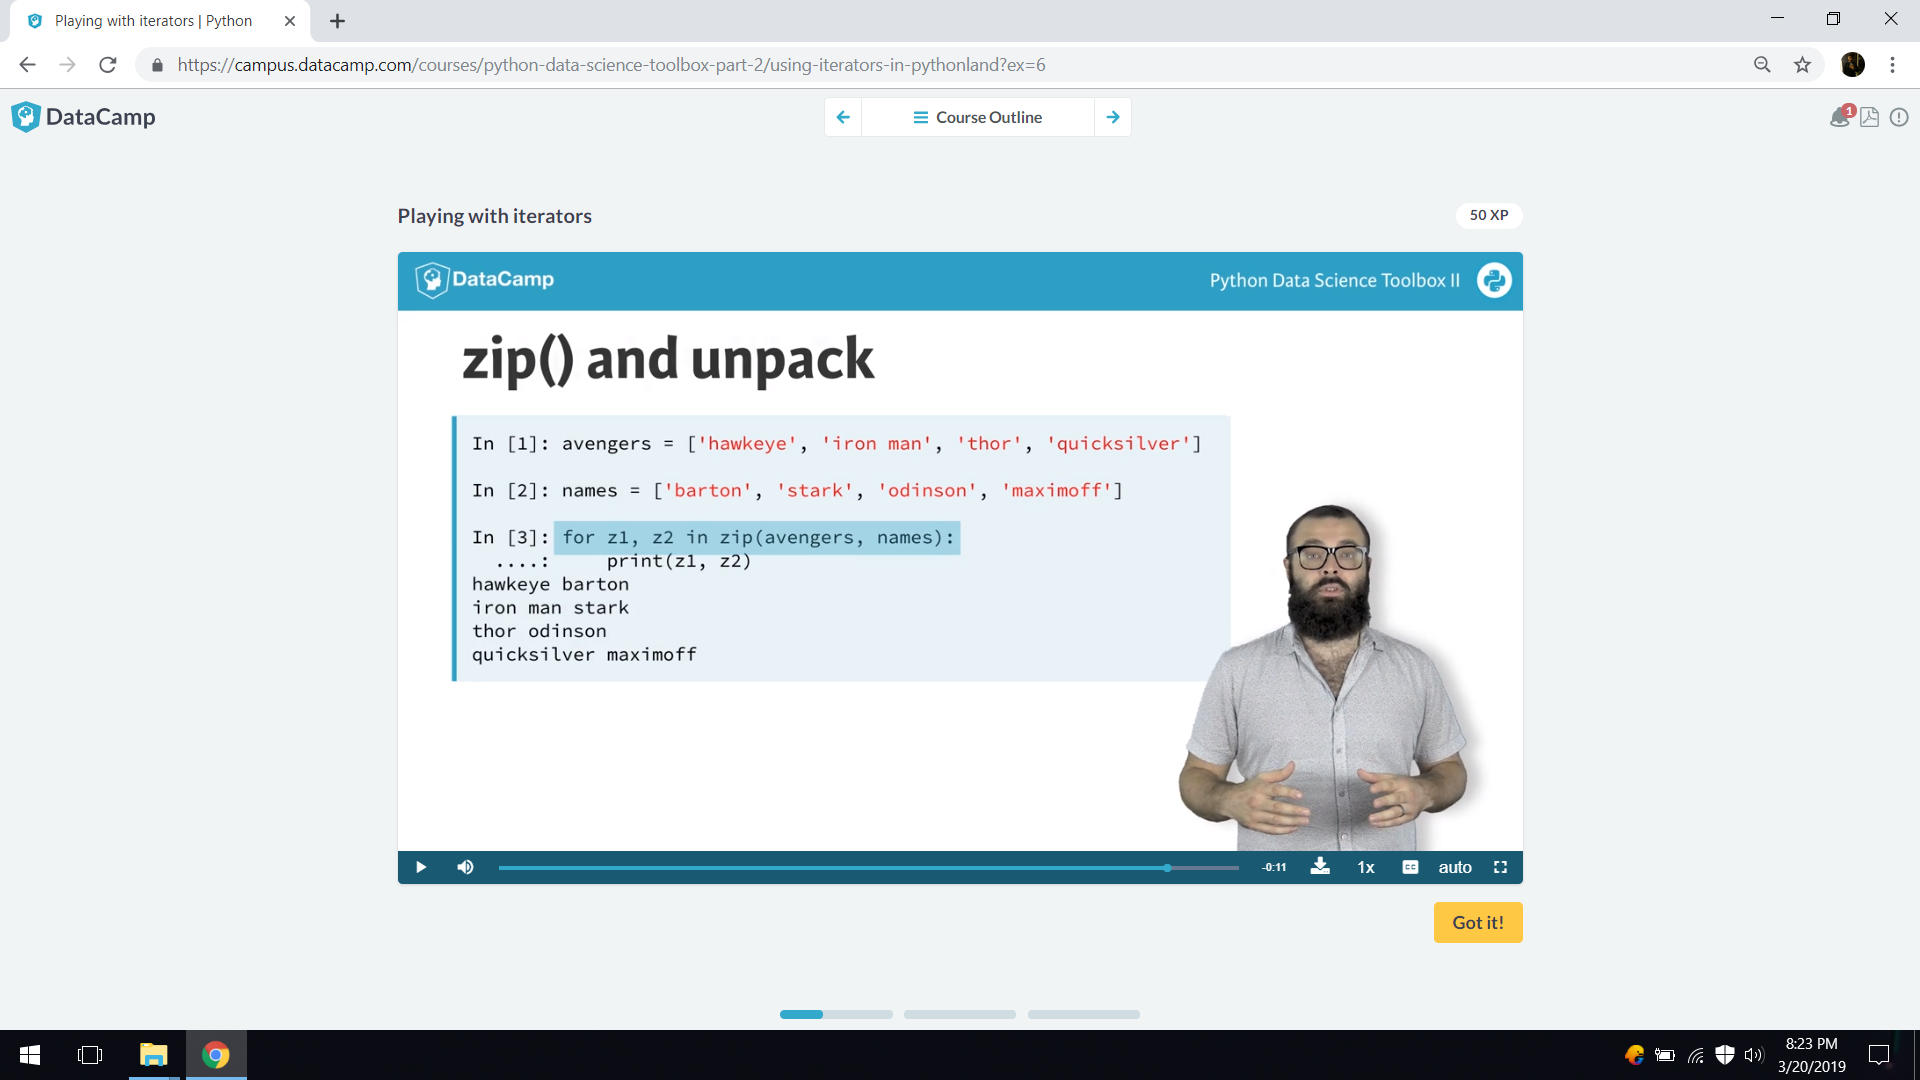 Playing with iterators | Python
https://campus.datacamp.com/courses/python-data-science-toolbox-part-2/using-iterators-in-pythonland?ex=6
DataCamp
Course Outline
1
Playing with iterators
50 XP
DataCamp
Python Data Science Toolbox II
zip() and unpack
In [1]: avengers = ['hawkeye', 'iron man', 'thor', 'quicksilver']
In [2]: names = ['barton', 'stark', 'odinson', 'maximoff']
In [3]: for z1, z2 in zip(avengers, names):
....: print(z1, z2)
hawkeye barton
iron man stark
thor odinson
quicksilver maximoff
-0:11
1x
CC
auto
Got it!
8:23 PM
3/20/2019